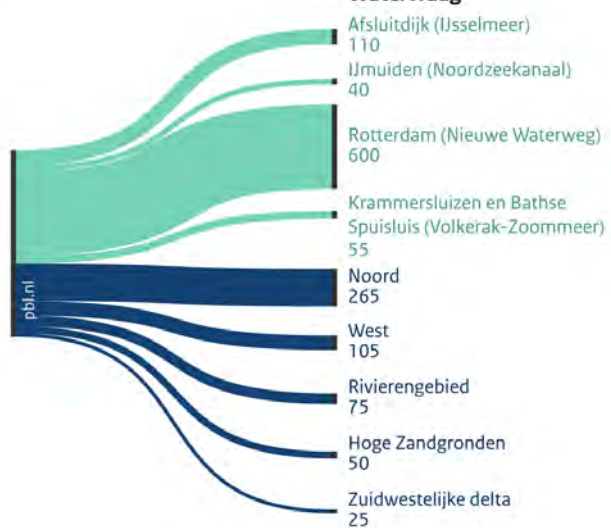 Afsluitdijk (IJsselmeer)
110
IJmuiden (Noordzeekanaal)
40
Rotterdam (Nieuwe Waterweg)
600
Krammersluizen en Bathse
Spuisluis (Volkerak-Zoommeer)
55
Noord
265
West
105
Rivierengebied
75
Hoge Zandgronden
50
Zuidwestelijke delta
25
pbl.nl